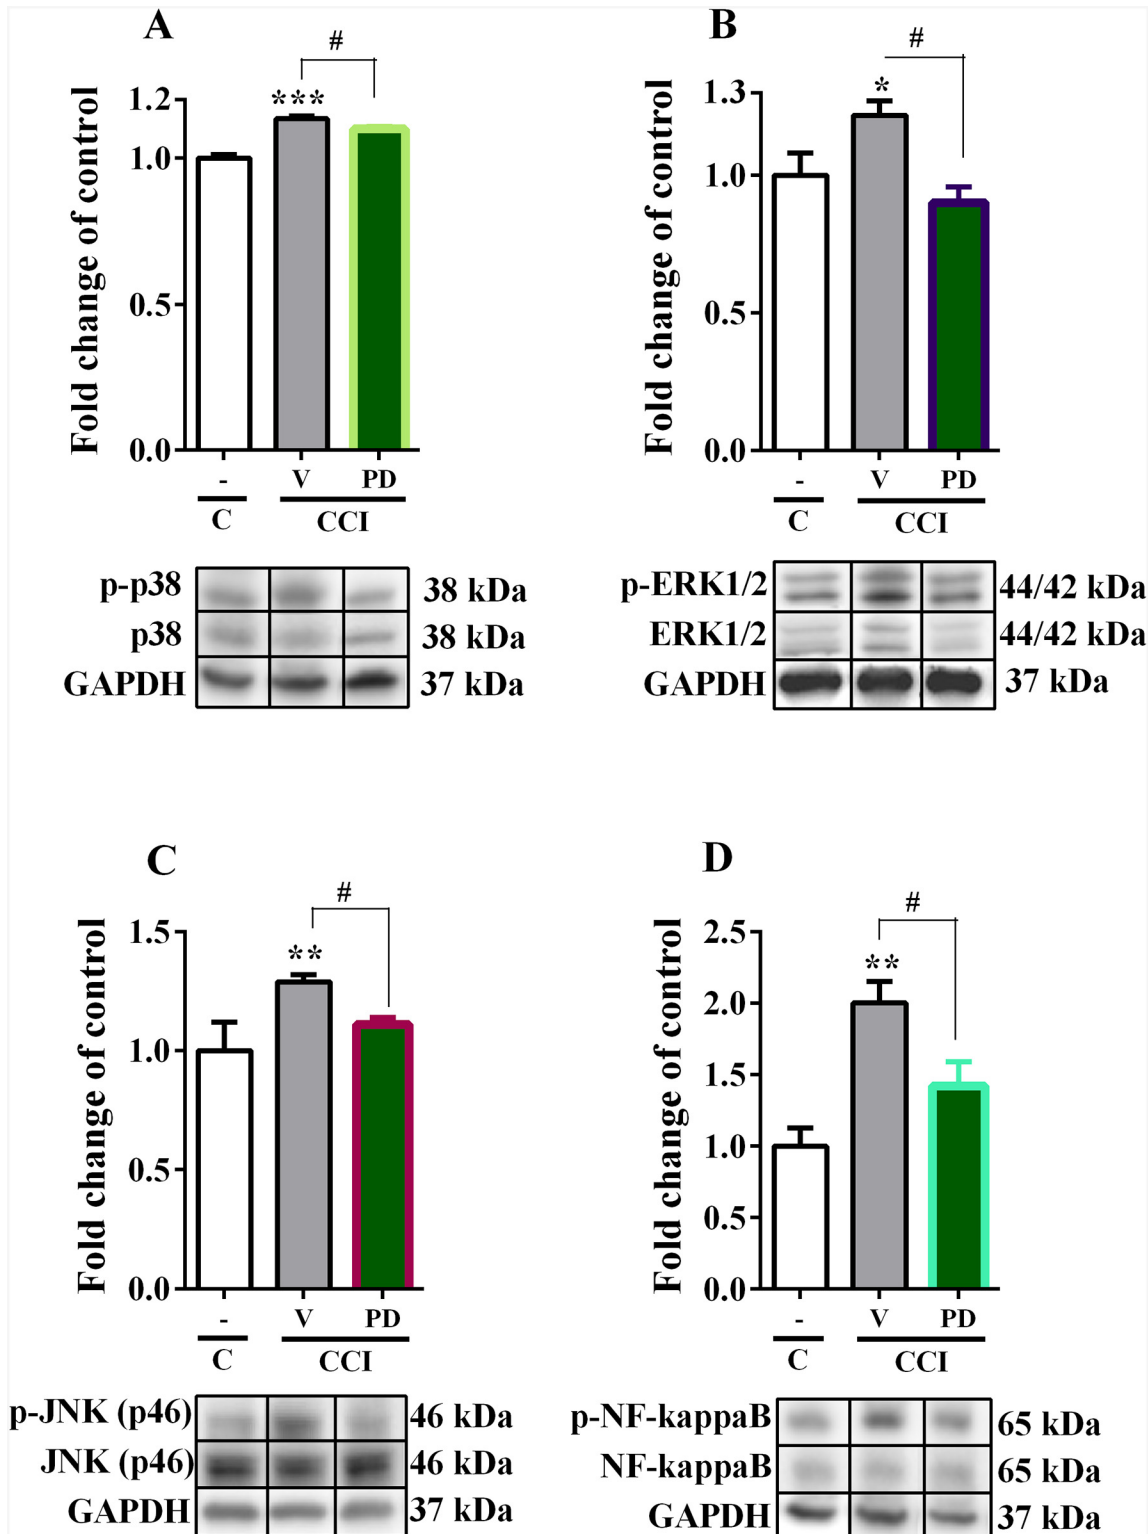 A
#
***
Fold change of control
1.2
1.0
0.5
0.0
- V PD
C CCI
p-p38 38 kDa
p38 38 kDa
GAPDH 37 kDa
B
#
*
Fold change of control
1.3
1.0
0.5
0.0
- V PD
C CCI
p-ERK1/2 44/42 kDa
ERK1/2 44/42 kDa
GAPDH 37 kDa
C
#
**
Fold change of control
1.5
1.0
0.5
0.0
- V PD
C CCI
p-JNK (p46) 46 kDa
JNK (p46) 46 kDa
GAPDH 37 kDa
D
#
**
Fold change of control
2.5
2.0
1.5
1.0
0.5
0.0
- V PD
C CCI
p-NF-kappaB 65 kDa
NF-kappaB 65 kDa
GAPDH 37 kDa